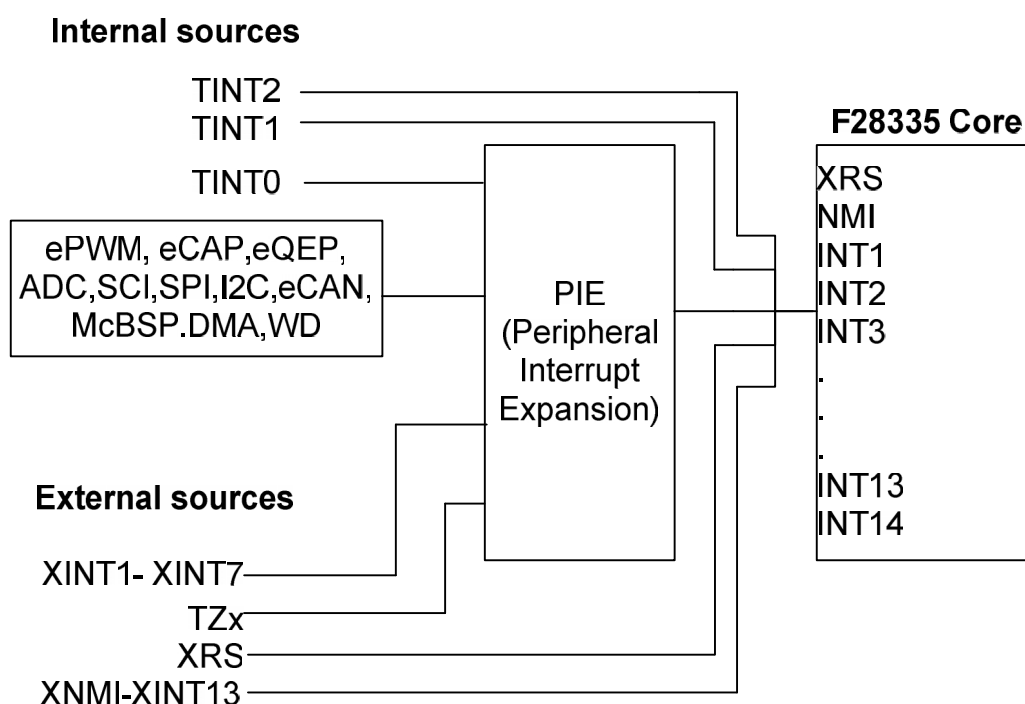 Internal sources
TINT2
TINT1
TINT0
ePWM, eCAP,eQEP,
ADC,SCI,SPI,I2C,eCAN,
McBSP.DMA,WD
PIE
(Peripheral
Interrupt
Expansion)
F28335 Core
XRS
NMI
INT1
INT2
INT3
.
.
.
INT13
INT14
External sources
XINT1- XINT7
TZx
XRS
XNMI-XINT13